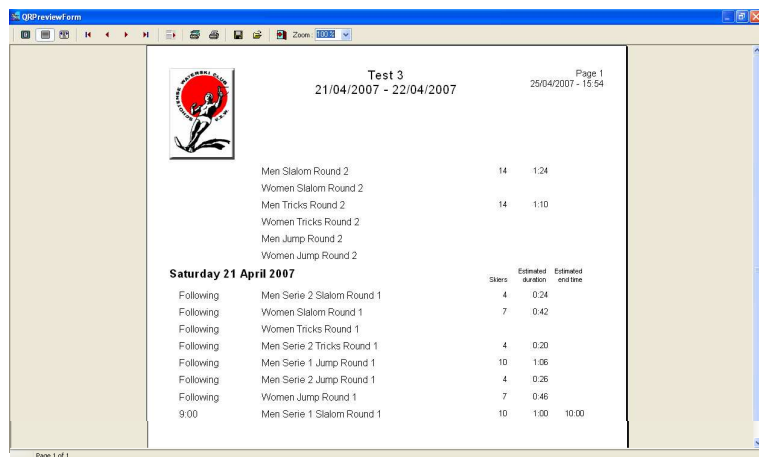 QRPreviewForm
Zoom: 100 %
Test 3
21/04/2007 - 22/04/2007
Page 1
25/04/2007 - 15:54
SCHOTENSE WATERSKI CLUB V.Z.W.
Men Slalom Round 2 14 1:24
Women Slalom Round 2
Men Tricks Round 2 14 1:10
Women Tricks Round 2
Men Jump Round 2
Women Jump Round 2
Saturday 21 April 2007 Skiers Estimated duration Estimated end time
Following Men Serie 2 Slalom Round 1 4 0:24
Following Women Slalom Round 1 7 0:42
Following Women Tricks Round 1
Following Men Serie 2 Tricks Round 1 4 0:20
Following Men Serie 1 Jump Round 1 10 1:06
Following Men Serie 2 Jump Round 1 4 0:26
Following Women Jump Round 1 7 0:46
9:00 Men Serie 1 Slalom Round 1 10 1:00 10:00
Page 1 of 1